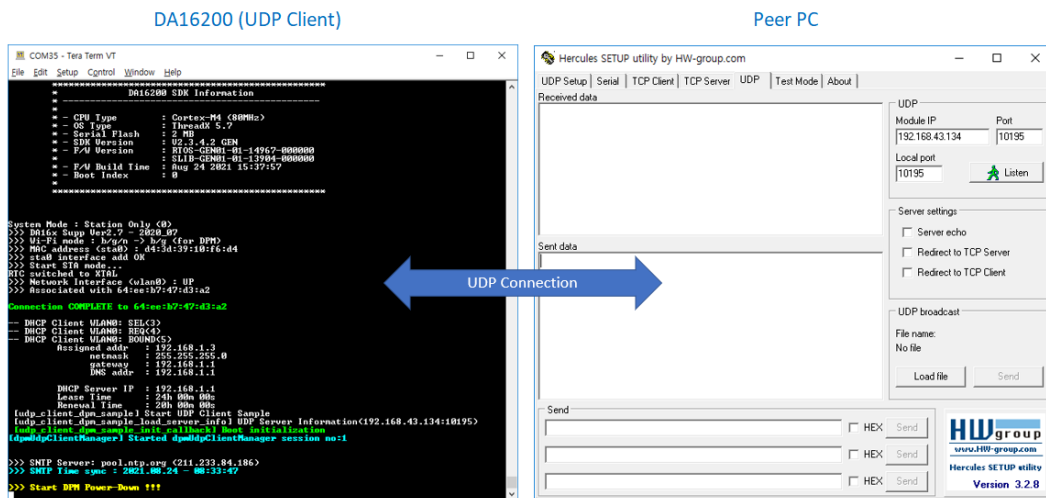 DA16200 (UDP Client)
Peer PC
COM35 - Tera Term VT
File Edit Setup Control Window Help
*****************************************************
* DA16200 SDK Information
* ---------------------------------------------------
*
* - CPU Type : Cortex-M4 (80MHz)
* - OS Type : ThreadX 5.7
* - Serial Flash : 2 MB
* - SDK Version : V2.3.4.2 GEN
* - F/W Version : RTOS-GEN01-01-14967-000000
* : SLIB-GEN01-01-13904-000000
* - F/W Build Time : Aug 24 2021 15:37:57
* - Boot Index : 0
*
*****************************************************
System Mode : Station Only (0)
>>> DA16x Supp Ver2.7 - 2020_07
>>> Wi-Fi mode : b/g/n -> b/g (for DPM)
>>> MAC address (sta0) : d4:3d:39:10:f6:d4
>>> sta0 interface add OK
>>> Start STA mode...
RTC switched to XTAL
>>> Network Interface (wlan0) : UP
>>> Associated with 64:ee:b7:47:d3:a2
Connection COMPLETE to 64:ee:b7:47:d3:a2
-- DHCP Client WLAN0: SEL(3)
-- DHCP Client WLAN0: REQ(4)
-- DHCP Client WLAN0: BOUND(5)
Assigned addr : 192.168.1.3
netmask : 255.255.255.0
gateway : 192.168.1.1
DNS addr : 192.168.1.1
DHCP Server IP : 192.168.1.1
Lease Time : 24h 00m 00s
Renewal Time : 20h 00m 00s
[udp_client_dpm_sample] Start UDP Client Sample
[udp_client_dpm_sample_load_server_info] UDP Server Information(192.168.43.134:10195)
[udp_client_dpm_sample_init_callback] Boot initialization
[dpmUdpClientManager] Started dpmUdpClientManager session no:1
>>> SNTP Server: pool.ntp.org (211.233.84.186)
>>> SNTP Time sync : 2021.08.24 - 08:33:47
>>> Start DPM Power-Down !!!
UDP Connection
Hercules SETUP utility by HW-group.com
UDP Setup Serial TCP Client TCP Server UDP Test Mode About
Received data
Sent data
UDP
Module IP Port
192.168.43.134 10195
Local port
10195 Listen
Server settings
Server echo
Redirect to TCP Server
Redirect to TCP Client
UDP broadcast
File name:
No file
Load file Send
Send
HEX Send
HEX Send
HEX Send
HW group
www.HW-group.com
Hercules SETUP utility
Version 3.2.8